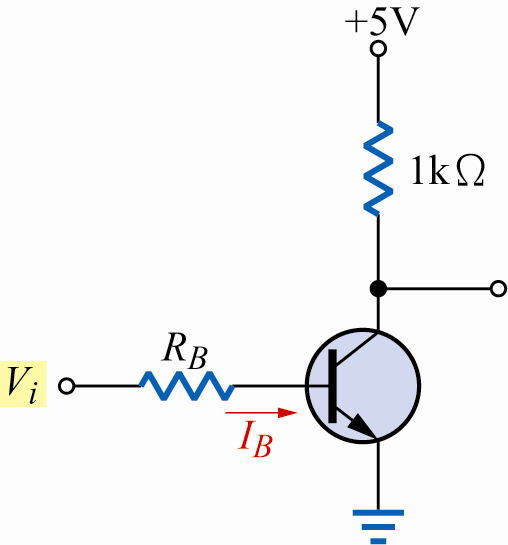 +5V
1kΩ
R_B
V_i
I_B